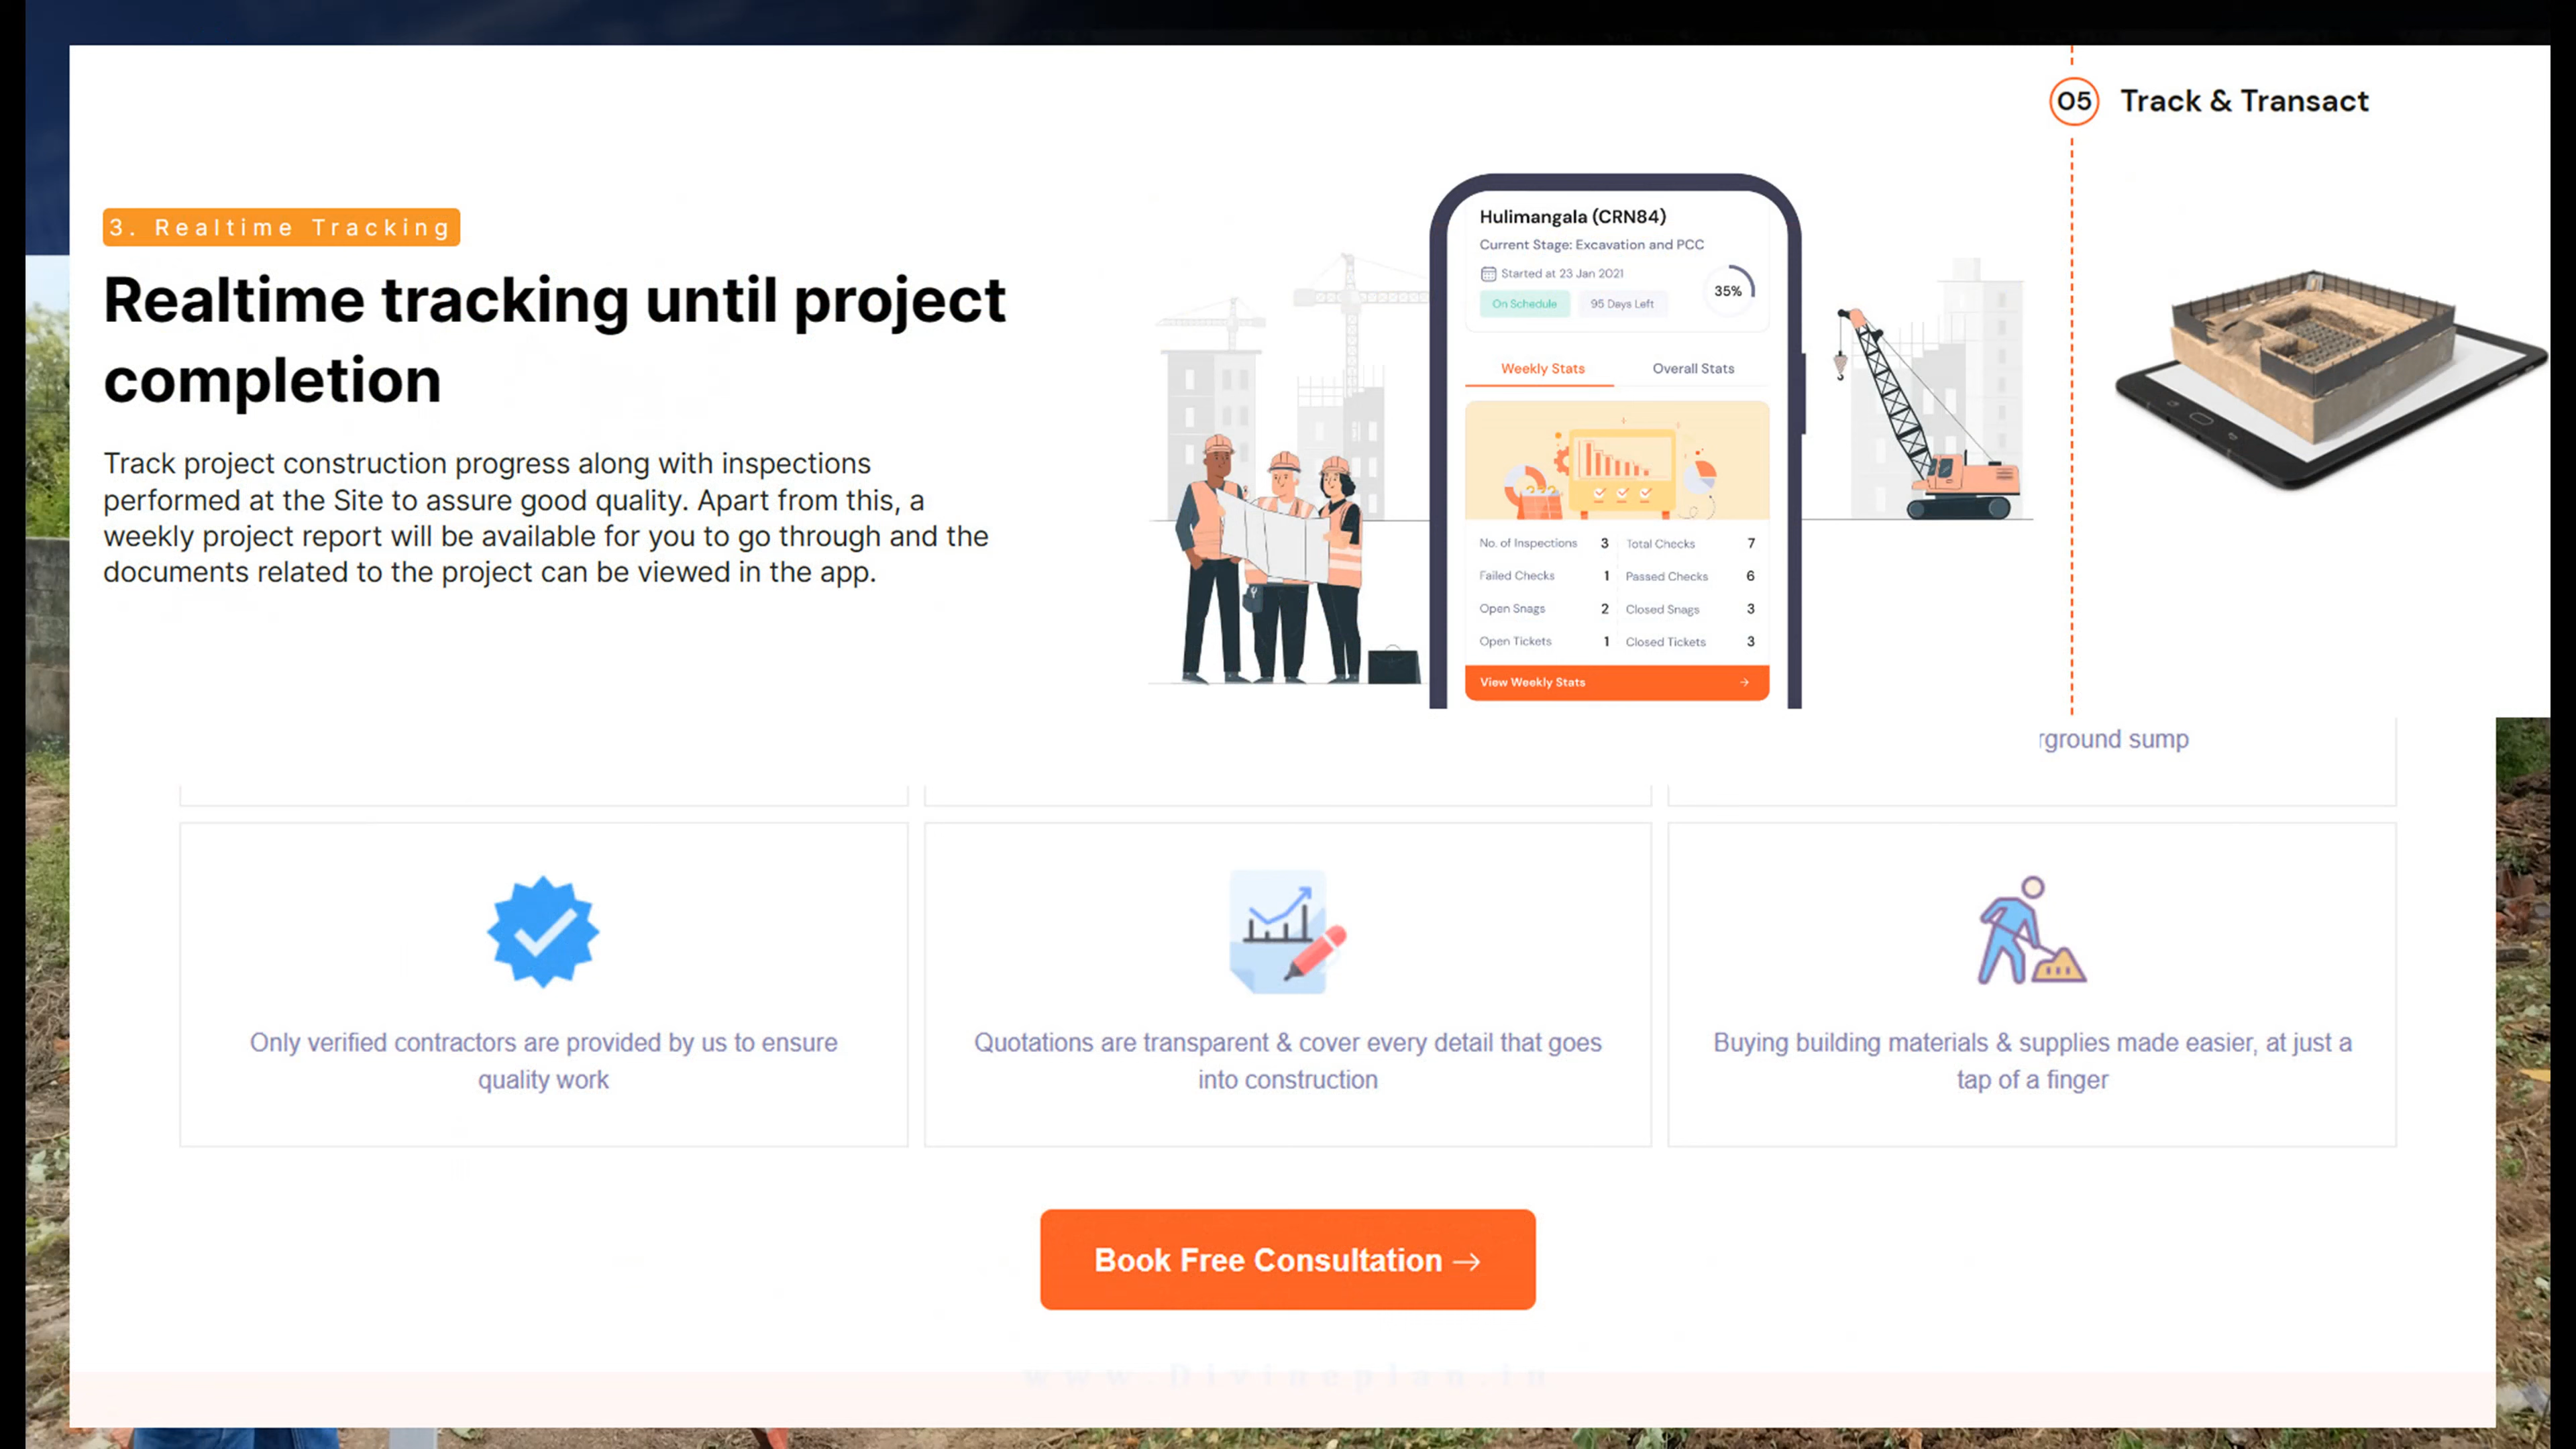 05 Track & Transact
3. Realtime Tracking
Realtime tracking until project
completion
Track project construction progress along with inspections
performed at the Site to assure good quality. Apart from this, a
weekly project report will be available for you to go through and the
documents related to the project can be viewed in the app.
Hulimangala (CRN84)
Current Stage: Excavation and PCC
Started at 23 Jan 2021
35%
On Schedule 95 Days Left
Weekly Stats Overall Stats
No. of Inspections 3 Total Checks 7
Failed Checks 1 Passed Checks 6
Open Snags 2 Closed Snags 3
Open Tickets 1 Closed Tickets 3
View Weekly Stats →
rground sump
Only verified contractors are provided by us to ensure
quality work
Quotations are transparent & cover every detail that goes
into construction
Buying building materials & supplies made easier, at just a
tap of a finger
Book Free Consultation →
www.Divineplan.in